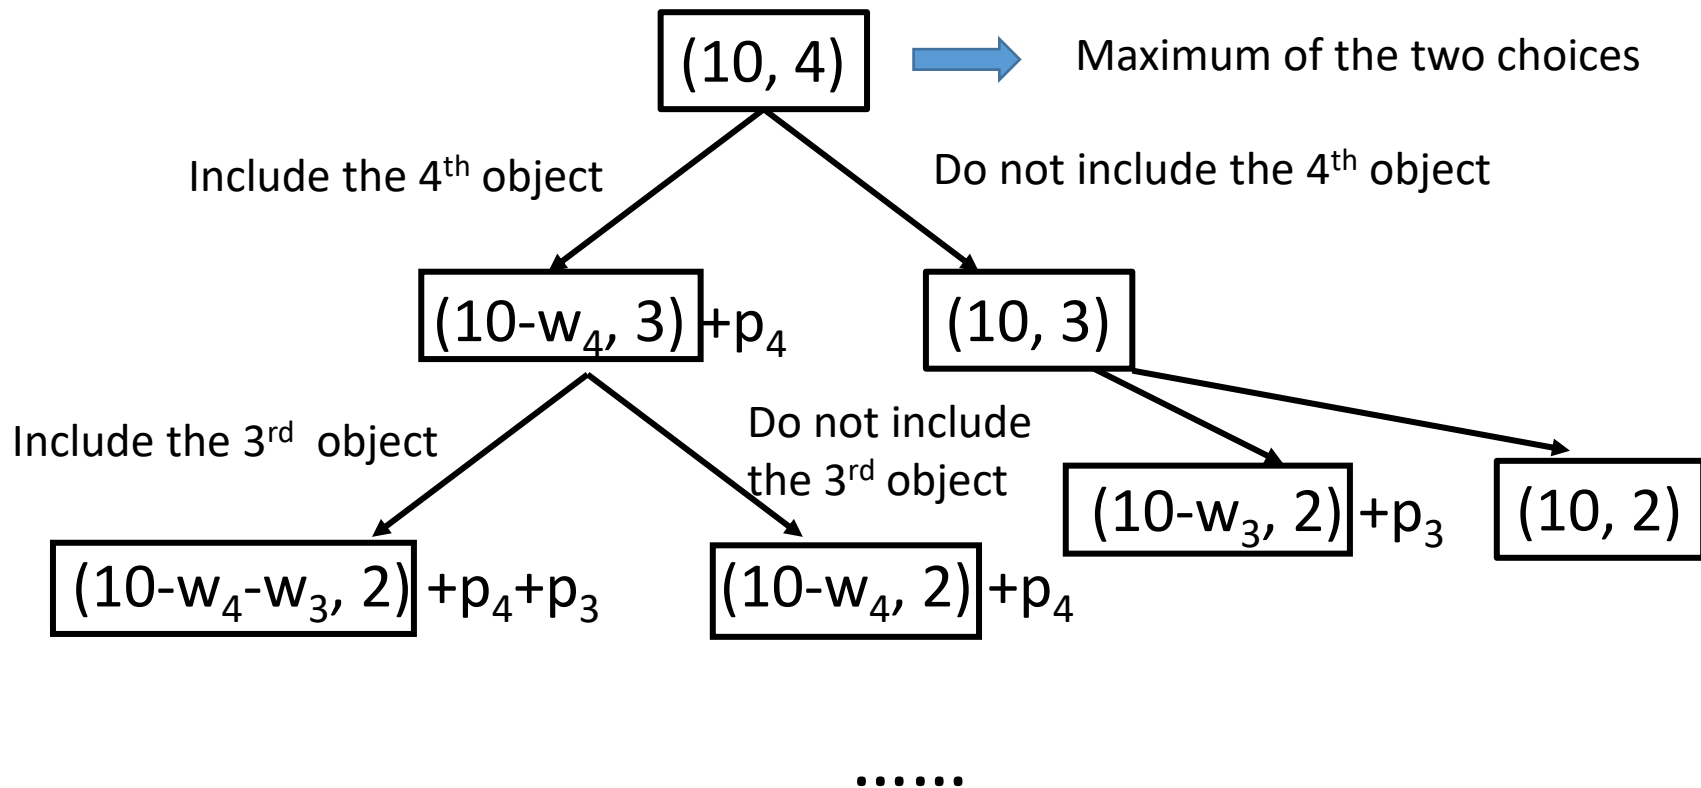 (10, 4)
Maximum of the two choices
Include the 4th object
Do not include the 4th object
(10-w4, 3) +p4
(10, 3)
Include the 3rd object
Do not include
the 3rd object
(10-w3, 2) +p3
(10, 2)
(10-w4-w3, 2) +p4+p3
(10-w4, 2) +p4
......